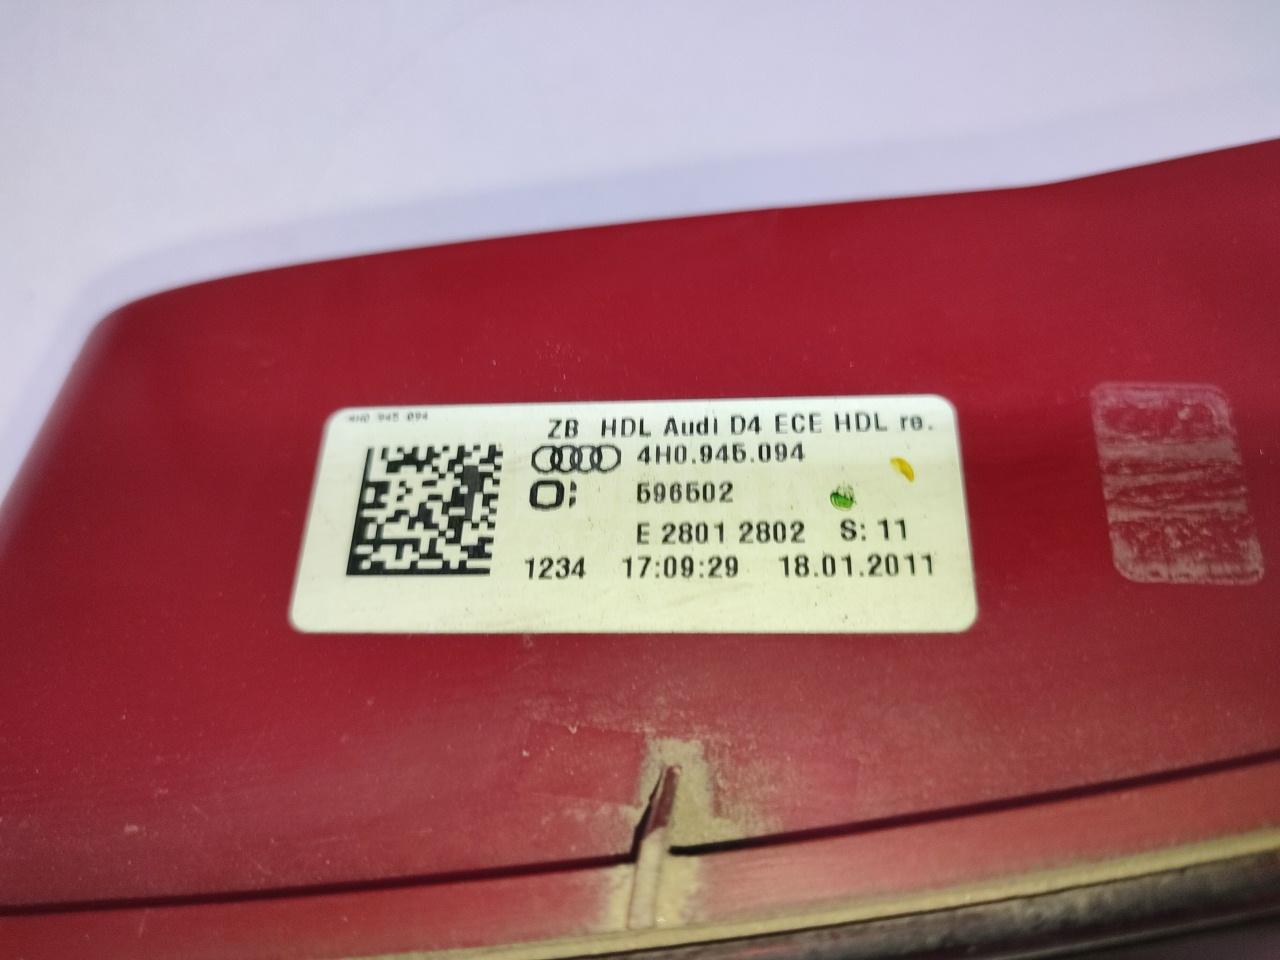 4H0 945 094
ZB HDL Audi D4 ECE HDL re.
4H0.945.094
O: 596502
E 2801 2802 S: 11
1234 17:09:29 18.01.2011